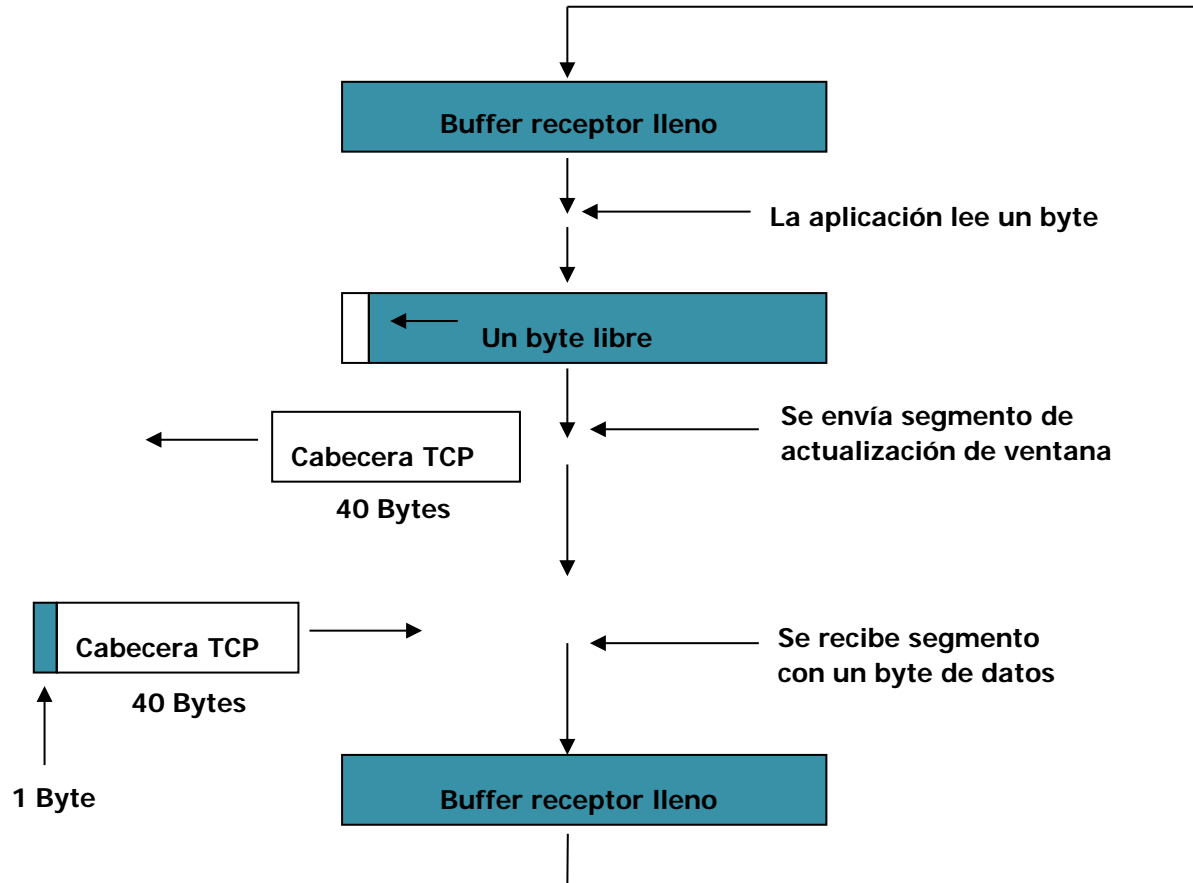 Buffer receptor lleno
La aplicación lee un byte
Un byte libre
Se envía segmento de
actualización de ventana
Cabecera TCP
40 Bytes
Cabecera TCP
40 Bytes
1 Byte
Se recibe segmento
con un byte de datos
Buffer receptor lleno